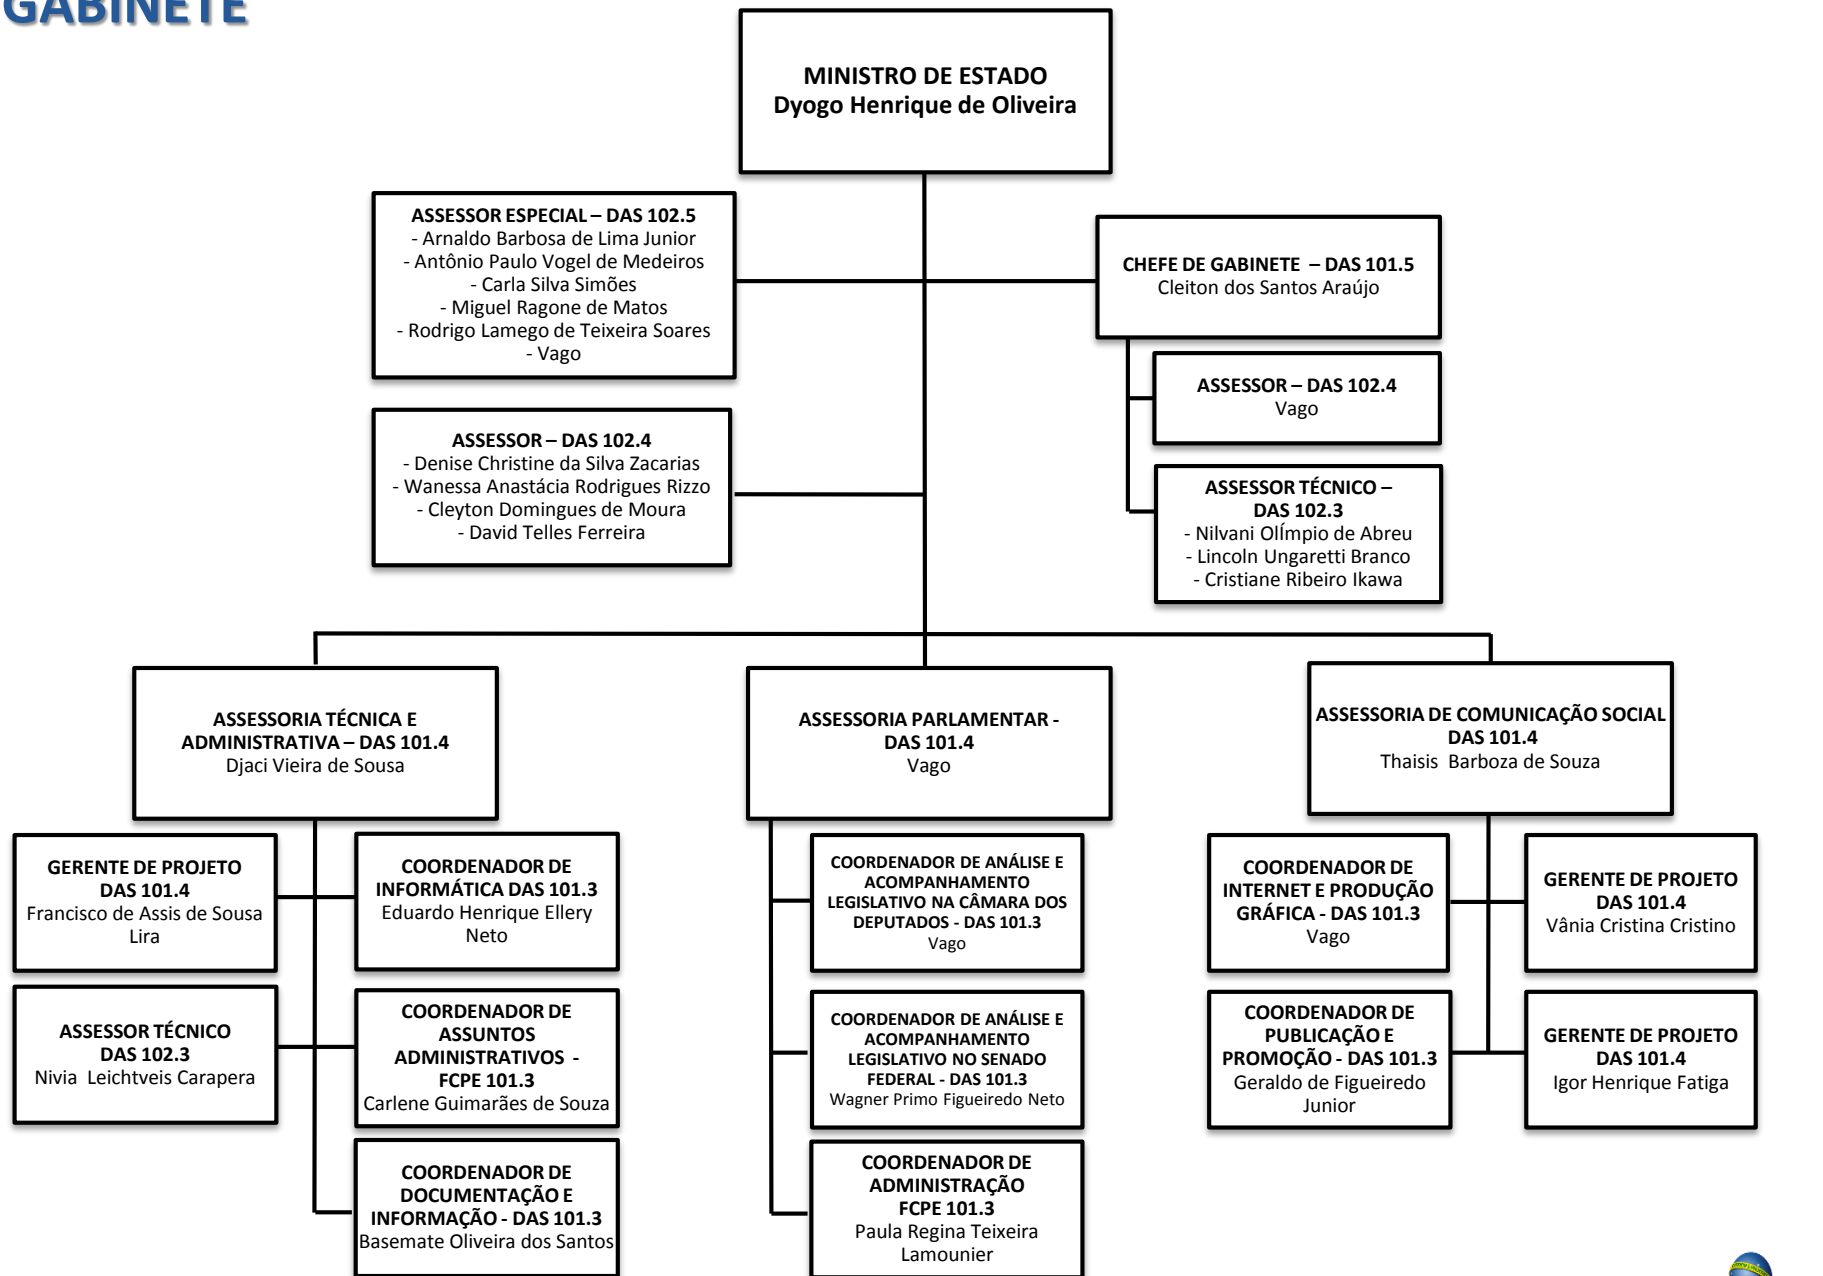 GABINETE
MINISTRO DE ESTADO
Dyogo Henrique de Oliveira
ASSESSOR ESPECIAL – DAS 102.5
- Arnaldo Barbosa de Lima Junior
- Antônio Paulo Vogel de Medeiros
- Carla Silva Simões
- Miguel Ragone de Matos
- Rodrigo Lamego de Teixeira Soares
- Vago
CHEFE DE GABINETE – DAS 101.5
Cleiton dos Santos Araújo
ASSESSOR – DAS 102.4
Vago
ASSESSOR – DAS 102.4
- Denise Christine da Silva Zacarias
- Wanessa Anastácia Rodrigues Rizzo
- Cleyton Domingues de Moura
- David Telles Ferreira
ASSESSOR TÉCNICO –
DAS 102.3
- Nilvani OlÍmpio de Abreu
- Lincoln Ungaretti Branco
- Cristiane Ribeiro Ikawa
ASSESSORIA TÉCNICA E
ADMINISTRATIVA – DAS 101.4
Djaci Vieira de Sousa
ASSESSORIA PARLAMENTAR -
DAS 101.4
Vago
ASSESSORIA DE COMUNICAÇÃO SOCIAL
DAS 101.4
Thaisis Barboza de Souza
GERENTE DE PROJETO
DAS 101.4
Francisco de Assis de Sousa
Lira
COORDENADOR DE
INFORMÁTICA DAS 101.3
Eduardo Henrique Ellery
Neto
COORDENADOR DE ANÁLISE E
ACOMPANHAMENTO
LEGISLATIVO NA CÂMARA DOS
DEPUTADOS - DAS 101.3
Vago
COORDENADOR DE
INTERNET E PRODUÇÃO
GRÁFICA - DAS 101.3
Vago
GERENTE DE PROJETO
DAS 101.4
Vânia Cristina Cristino
ASSESSOR TÉCNICO
DAS 102.3
Nivia Leichtveis Carapera
COORDENADOR DE
ASSUNTOS
ADMINISTRATIVOS -
FCPE 101.3
Carlene Guimarães de Souza
COORDENADOR DE ANÁLISE E
ACOMPANHAMENTO
LEGISLATIVO NO SENADO
FEDERAL - DAS 101.3
Wagner Primo Figueiredo Neto
COORDENADOR DE
PUBLICAÇÃO E
PROMOÇÃO - DAS 101.3
Geraldo de Figueiredo
Junior
GERENTE DE PROJETO
DAS 101.4
Igor Henrique Fatiga
COORDENADOR DE
DOCUMENTAÇÃO E
INFORMAÇÃO - DAS 101.3
Basemate Oliveira dos Santos
COORDENADOR DE
ADMINISTRAÇÃO
FCPE 101.3
Paula Regina Teixeira
Lamounier